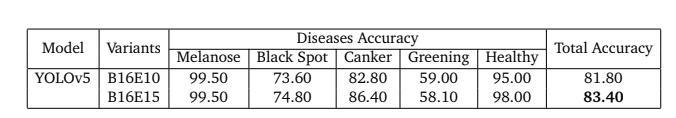 Diseases Accuracy
Model Variants Total Accuracy
Melanose Black Spot Canker Greening Healthy
YOLOv5 B16E10 99.50 73.60 82.80 59.00 95.00 81.80
B16E15 99.50 74.80 86.40 58.10 98.00 83.40